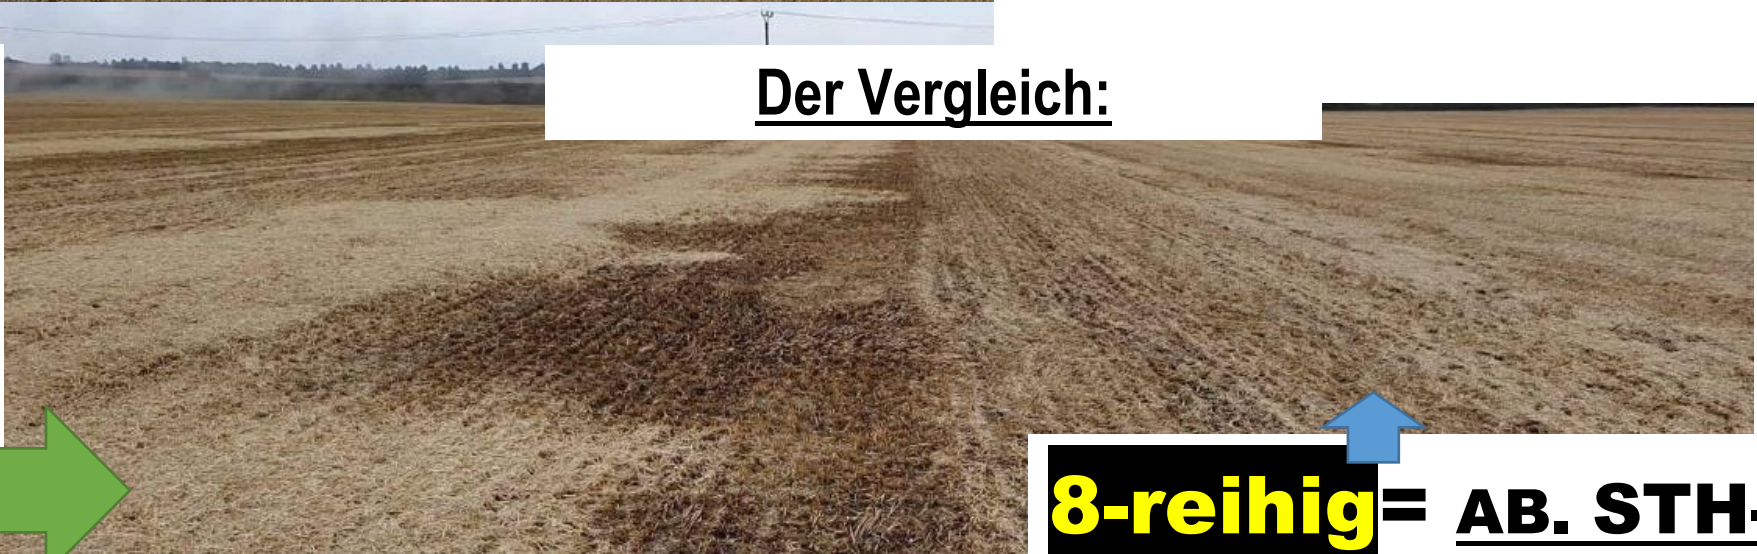 Der Vergleich:
8-reihig= AB. STH-